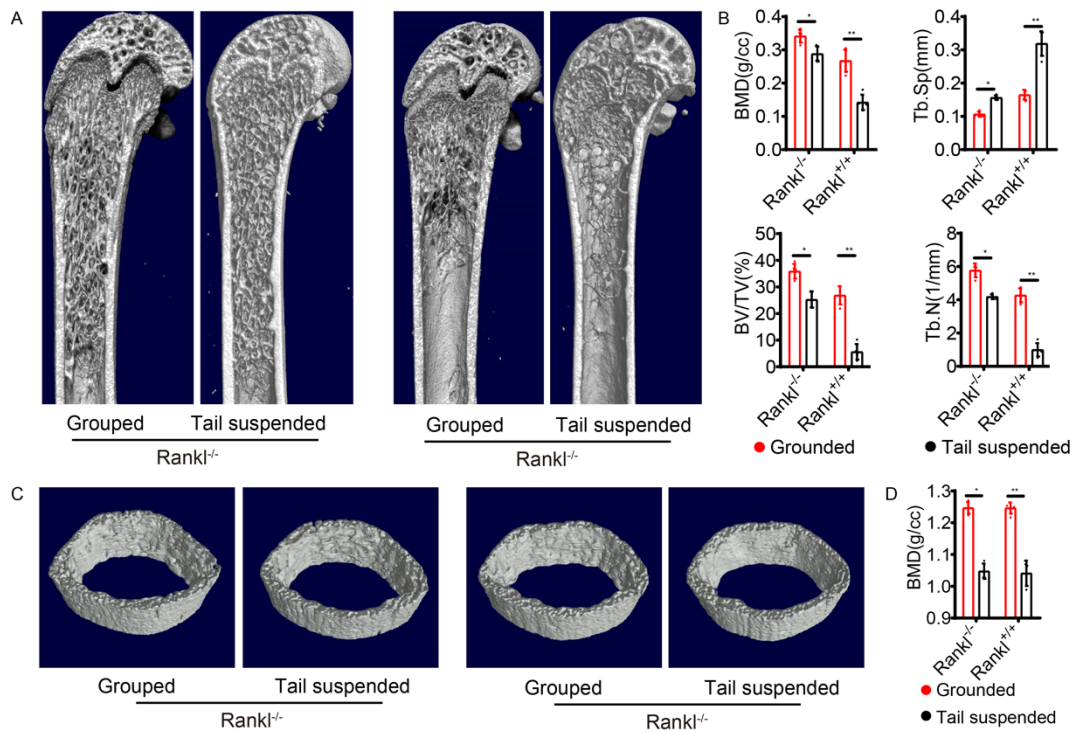 A
Grouped Tail suspended
Rankl-/-
Grouped Tail suspended
Rankl-/-
B
BMD(g/cc)
0.4
0.3
0.2
0.1
0.0
*
**
Rankl-/-
Rankl+/+
Tb.Sp(mm)
0.4
0.3
0.2
0.1
0.0
*
**
Rankl-/-
Rankl+/+
BV/TV(%)
50
40
30
20
10
0
*
**
Rankl-/-
Rankl+/+
Tb.N(1/mm)
8
6
4
2
0
*
**
Rankl-/-
Rankl+/+
Grounded
Tail suspended
C
Grouped Tail suspended
Rankl-/-
Grouped Tail suspended
Rankl-/-
D
BMD(g/cc)
1.3
1.2
1.1
1.0
0.9
*
**
Rankl-/-
Rankl+/+
Grounded
Tail suspended